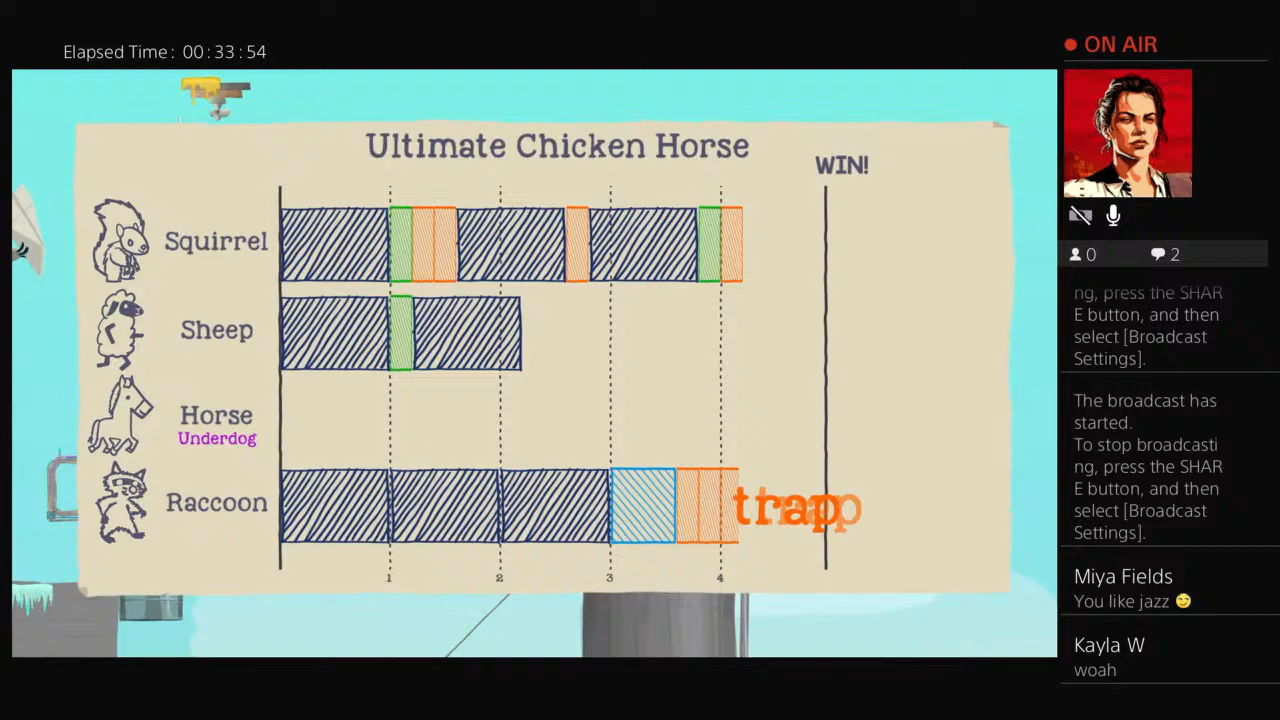 Elapsed Time: 00:33:54
ON AIR
Ultimate Chicken Horse
WIN!
Squirrel
Sheep
Horse
Underdog
Raccoon
trap
trap
1
2
3
4
0
2
ng, press the SHAR
E button, and then
select [Broadcast
Settings].
The broadcast has
started.
To stop broadcasti
ng, press the SHAR
E button, and then
select [Broadcast
Settings].
Miya Fields
You like jazz 😏
Kayla W
woah